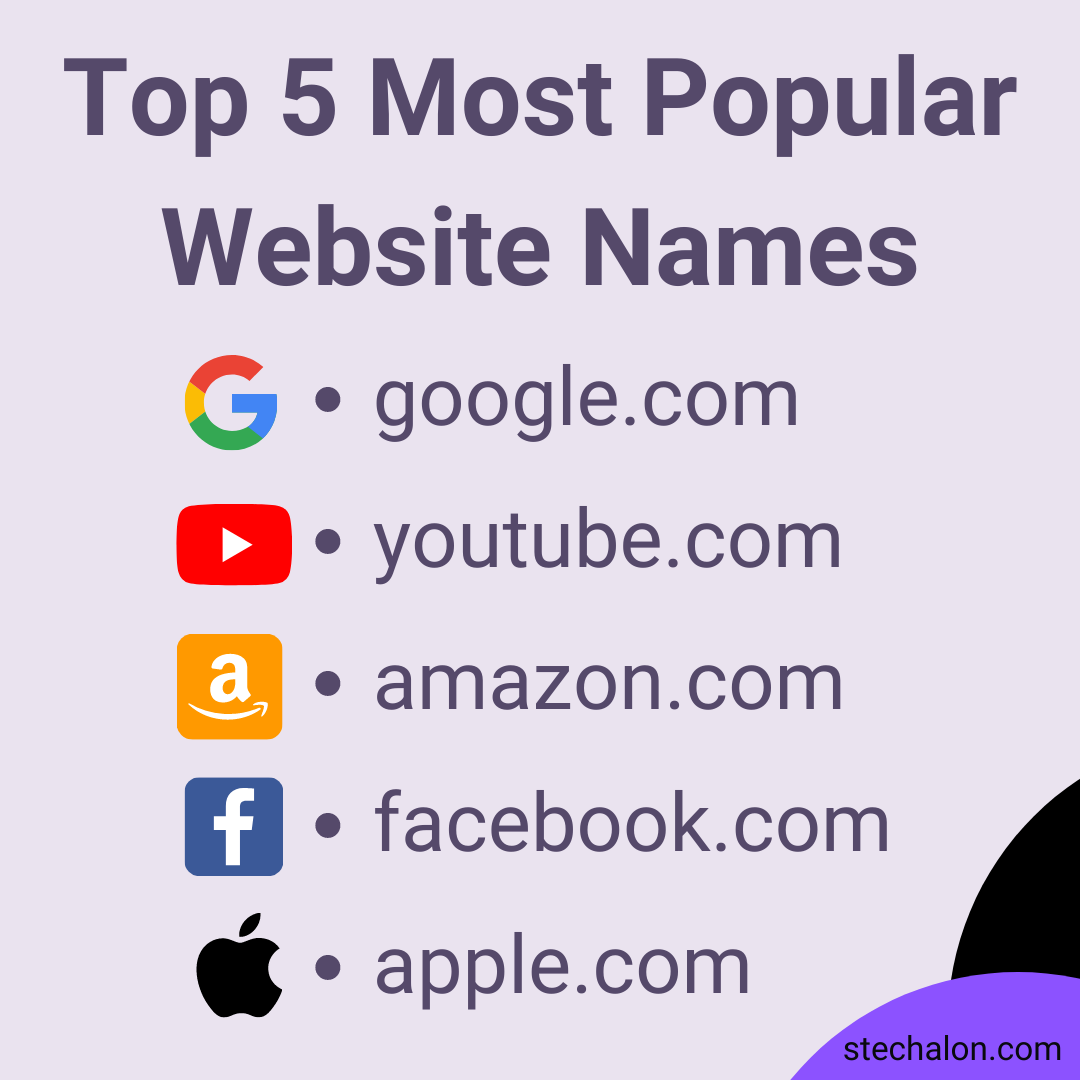 Top 5 Most Popular
Website Names
• google.com
• youtube.com
• amazon.com
• facebook.com
• apple.com
stechalon.com